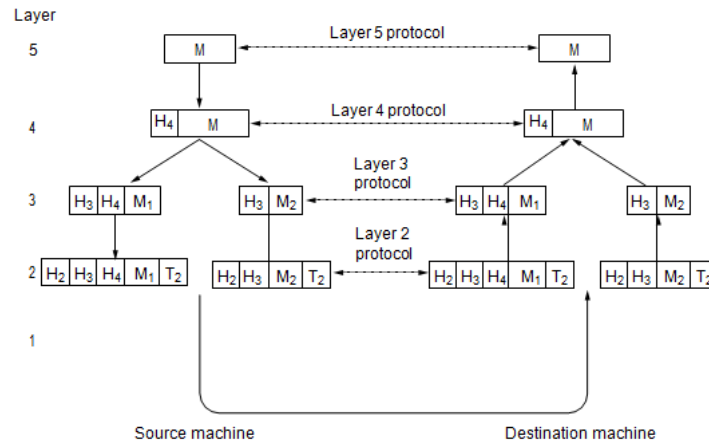 Layer
5 M Layer 5 protocol M
4 H₄ M Layer 4 protocol H₄ M
Layer 3
protocol
3 H₃ H₄ M₁ H₃ M₂ H₃ H₄ M₁ H₃ M₂
Layer 2
protocol
2 H₂ H₃ H₄ M₁ T₂ H₂ H₃ M₂ T₂ H₂ H₃ H₄ M₁ T₂ H₂ H₃ M₂ T₂
1
Source machine Destination machine